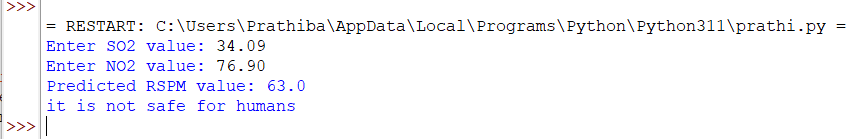 >>>
= RESTART: C:\Users\Prathiba\AppData\Local\Programs\Python\Python311\prathi.py =
Enter SO2 value: 34.09
Enter NO2 value: 76.90
Predicted RSPM value: 63.0
it is not safe for humans
>>>